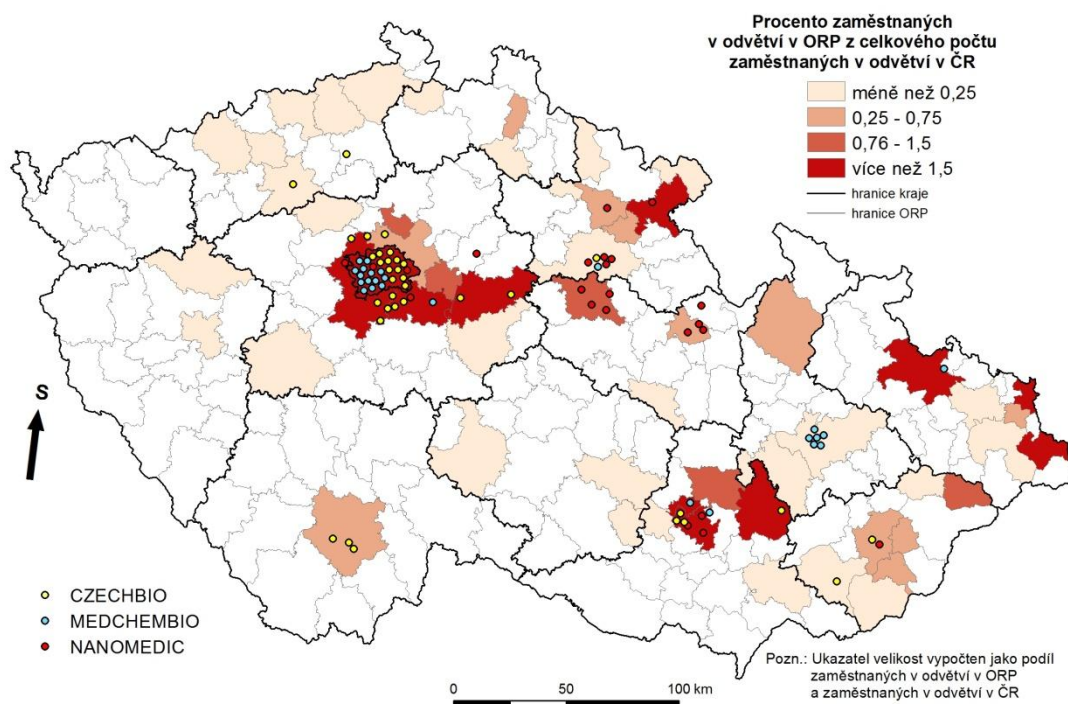 Procento zaměstnaných
v odvětví v ORP z celkového počtu
zaměstnaných v odvětví v ČR
méně než 0,25
0,25 - 0,75
0,76 - 1,5
více než 1,5
hranice kraje
hranice ORP
S
CZECHBIO
MEDCHEMBIO
NANOMEDIC
Pozn.: Ukazatel velikost vypočten jako podíl
zaměstnaných v odvětví v ORP
a zaměstnaných v odvětví v ČR
0 50 100 km